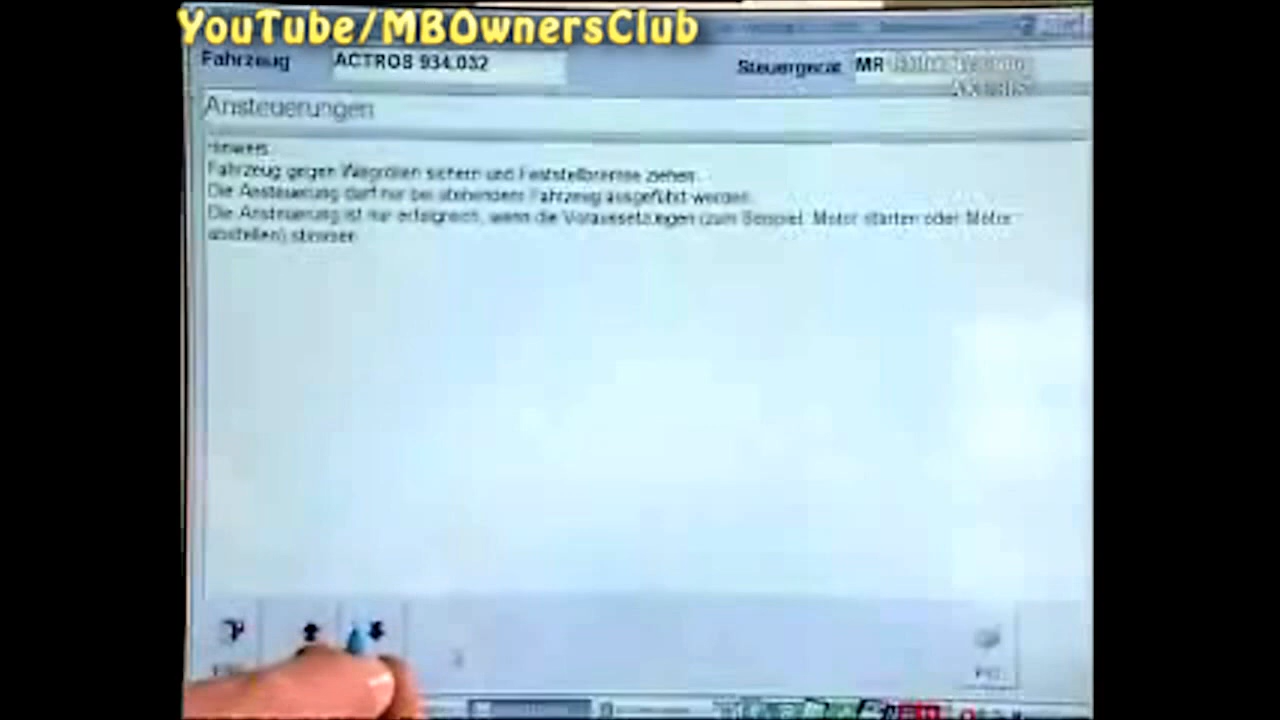 YouTube/MBOwnersClub
Fahrzeug ACTROS 934.032 Steuergerät MR
Ansteuerungen
Hinweis
Fahrzeug gegen Wegrollen sichern und Feststellbremse ziehen.
Die Ansteuerung darf nur bei stehendem Fahrzeug ausgeführt werden.
Die Ansteuerung ist nur erfolgreich, wenn die Voraussetzungen (zum Beispiel: Motor starten oder Motor
abstellen) stimmen